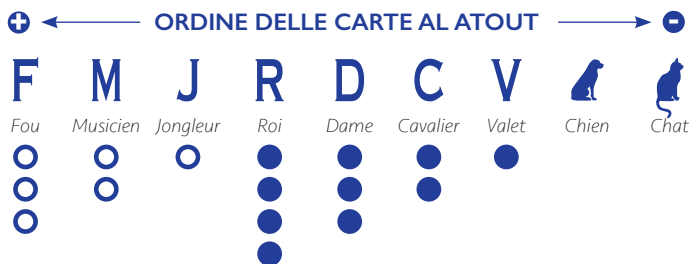 ORDINE DELLE CARTE AL ATOUT
F M J R D C V
Fou Musicien Jongleur Roi Dame Cavalier Valet Chien Chat